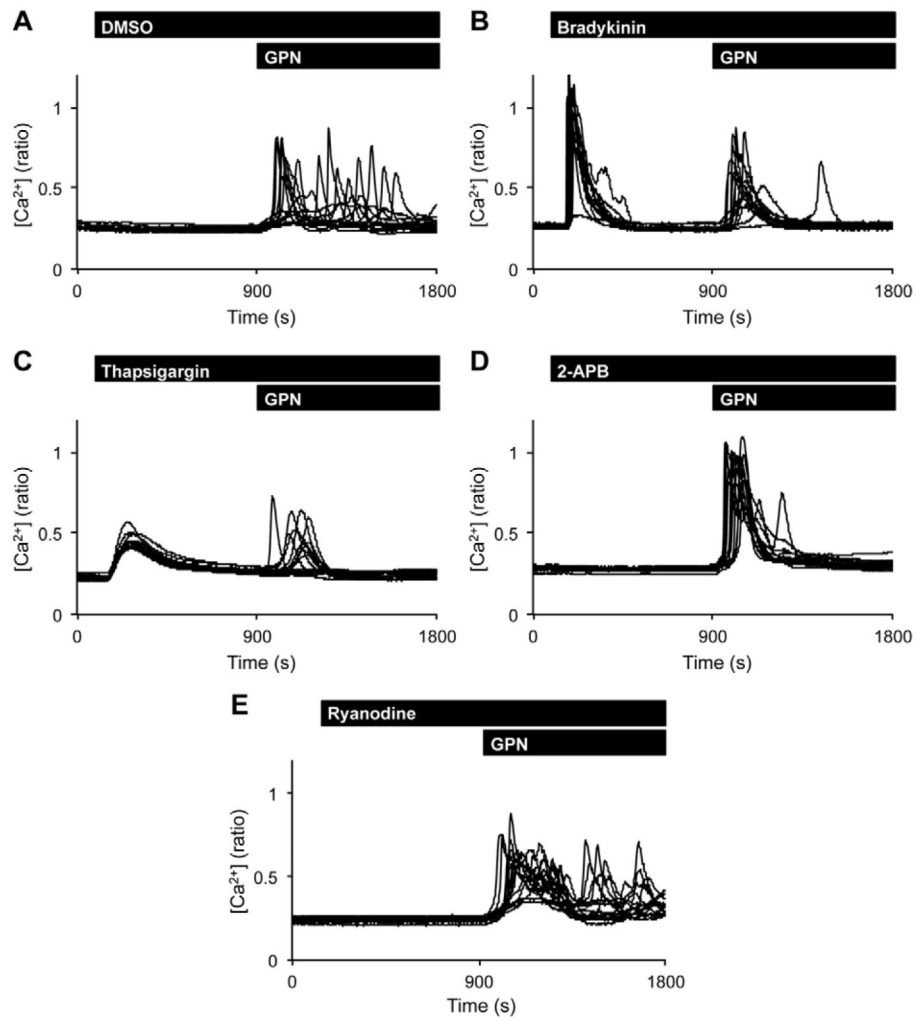 A
DMSO
GPN
[Ca²⁺] (ratio)
1
0.5
0
0
900
1800
Time (s)
B
Bradykinin
GPN
[Ca²⁺] (ratio)
1
0.5
0
0
900
1800
Time (s)
C
Thapsigargin
GPN
[Ca²⁺] (ratio)
1
0.5
0
0
900
1800
Time (s)
D
2-APB
GPN
[Ca²⁺] (ratio)
1
0.5
0
0
900
1800
Time (s)
E
Ryanodine
GPN
[Ca²⁺] (ratio)
1
0.5
0
0
900
1800
Time (s)